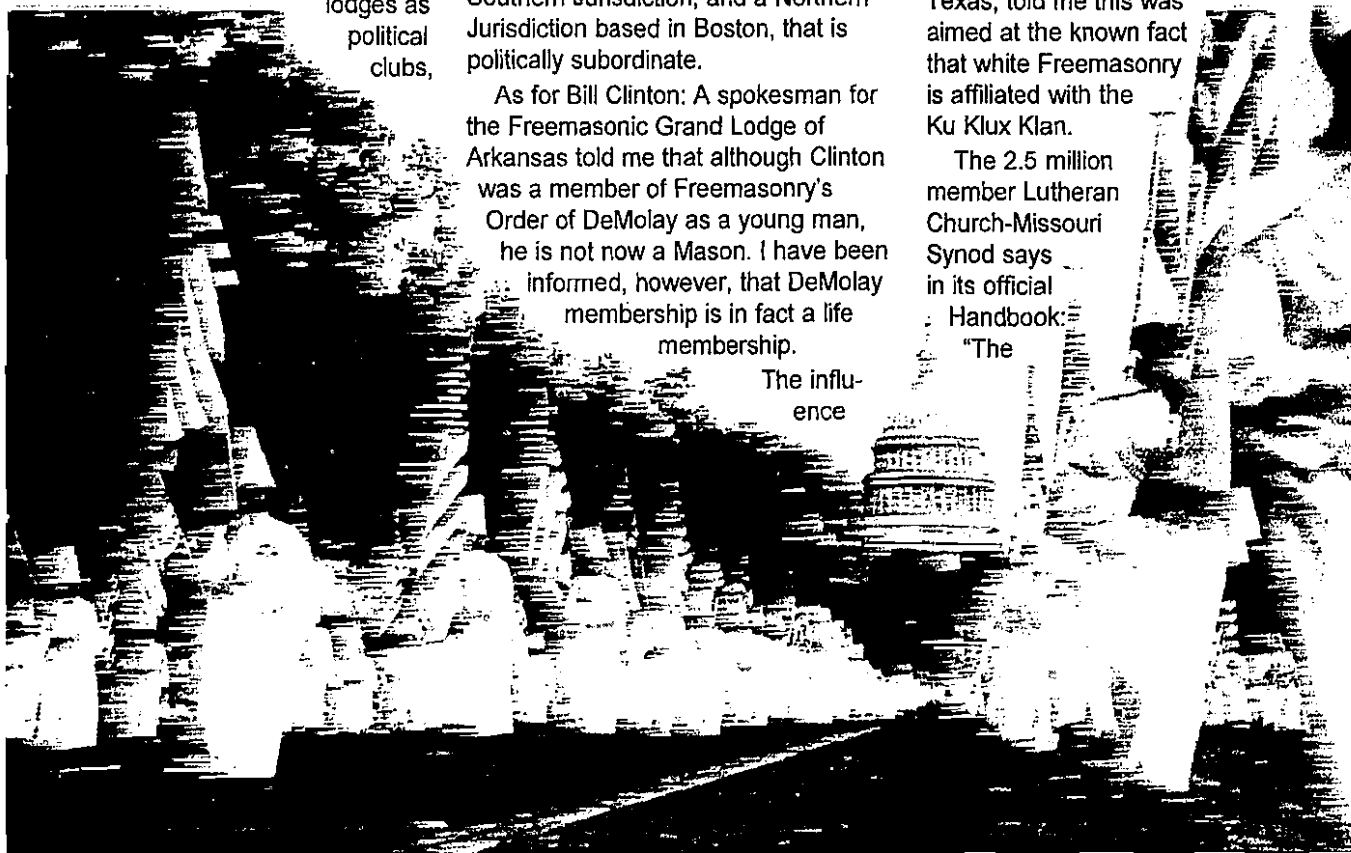 lodges as
political
clubs,
Southern Jurisdiction, and a Northern
Jurisdiction based in Boston, that is
politically subordinate.
As for Bill Clinton: A spokesman for
the Freemasonic Grand Lodge of
Arkansas told me that although Clinton
was a member of Freemasonry's
Order of DeMolay as a young man,
he is not now a Mason. I have been
informed, however, that DeMolay
membership is in fact a life
membership.
The influ-
ence
Texas, told me this was
aimed at the known fact
that white Freemasonry
is affiliated with the
Ku Klux Klan.
The 2.5 million
member Lutheran
Church-Missouri
Synod says
in its official
Handbook:
"The